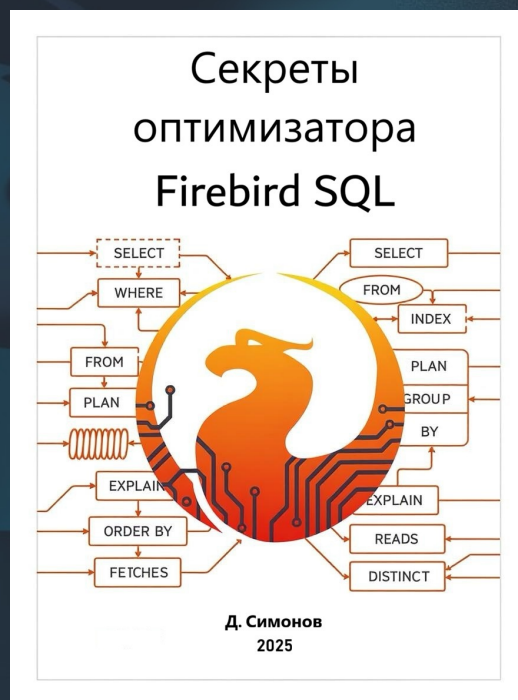 Секреты
оптимизатора
Firebird SQL
SELECT
WHERE
FROM
PLAN
EXPLAIN
ORDER BY
FETCHES
SELECT
FROM
INDEX
PLAN
GROUP
BY
EXPLAIN
READS
DISTINCT
Д. Симонов
2025